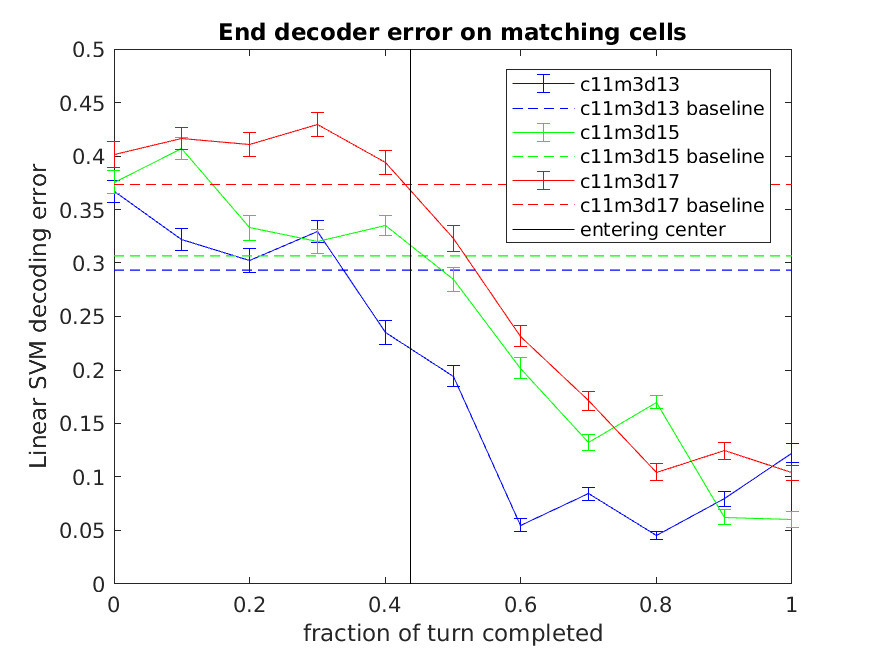 End decoder error on matching cells
0.5
0.45
0.4
0.35
0.3
0.25
0.2
0.15
0.1
0.05
0
Linear SVM decoding error
c11m3d13
c11m3d13 baseline
c11m3d15
c11m3d15 baseline
c11m3d17
c11m3d17 baseline
entering center
0 0.2 0.4 0.6 0.8 1
fraction of turn completed